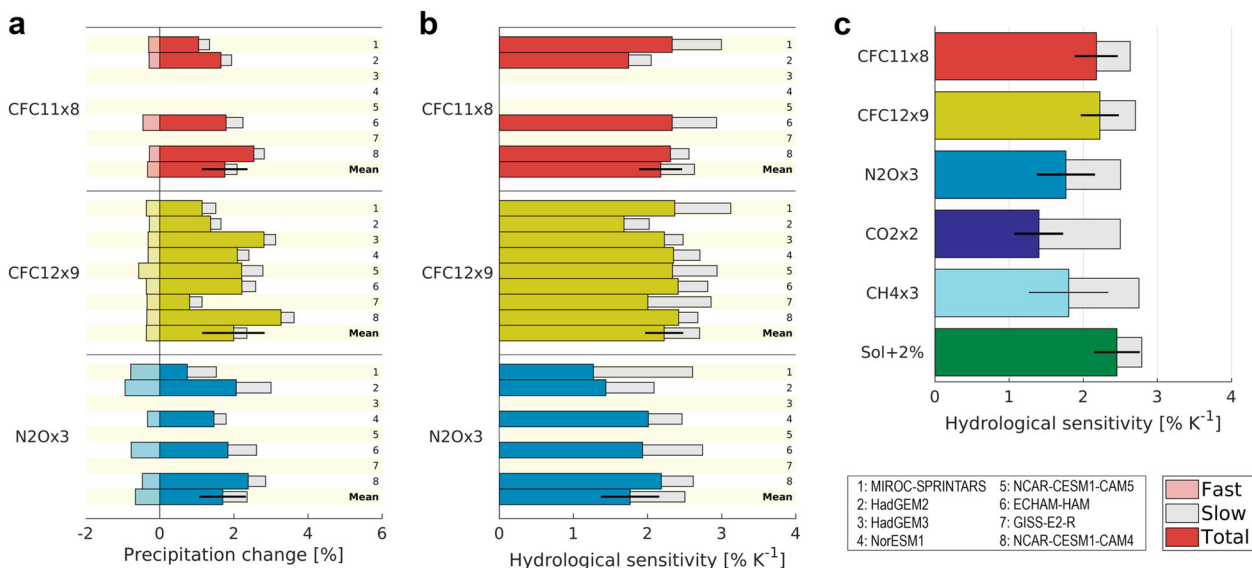 a
CFC11x8
1
2
3
4
5
6
7
8
Mean
CFC12x9
1
2
3
4
5
6
7
8
Mean
N2Ox3
1
2
3
4
5
6
7
8
Mean
-2 0 2 4 6
Precipitation change [%]
b
CFC11x8
1
2
3
4
5
6
7
8
Mean
CFC12x9
1
2
3
4
5
6
7
8
Mean
N2Ox3
1
2
3
4
5
6
7
8
Mean
0 1 2 3 4
Hydrological sensitivity [% K⁻¹]
c
CFC11x8
CFC12x9
N2Ox3
CO2x2
CH4x3
Sol+2%
0 1 2 3 4
Hydrological sensitivity [% K⁻¹]
1: MIROC-SPRINTARS 5: NCAR-CESM1-CAM5
2: HadGEM2 6: ECHAM-HAM
3: HadGEM3 7: GISS-E2-R
4: NorESM1 8: NCAR-CESM1-CAM4
Fast
Slow
Total